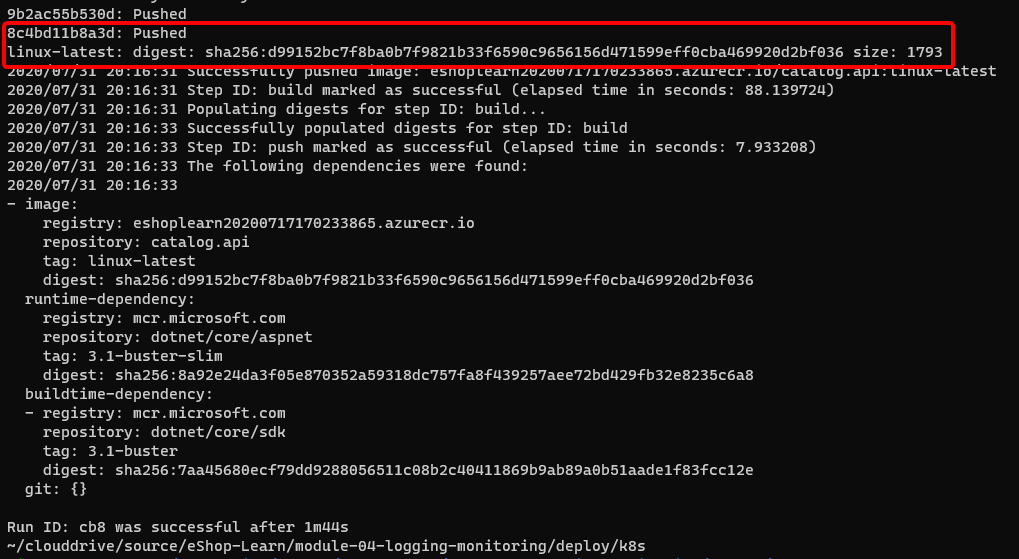 9b2ac55b530d: Pushed
8c4bd11b8a3d: Pushed
linux-latest: digest: sha256:d99152bc7f8ba0b7f9821b33f6590c9656156d471599eff0cba469920d2bf036 size: 1793
2020/07/31 20:16:31 Successfully pushed image: eshoplearn20200717170233865.azurecr.io/catalog.api:linux-latest
2020/07/31 20:16:31 Step ID: build marked as successful (elapsed time in seconds: 88.139724)
2020/07/31 20:16:31 Populating digests for step ID: build...
2020/07/31 20:16:33 Successfully populated digests for step ID: build
2020/07/31 20:16:33 Step ID: push marked as successful (elapsed time in seconds: 7.933208)
2020/07/31 20:16:33 The following dependencies were found:
2020/07/31 20:16:33
- image:
    registry: eshoplearn20200717170233865.azurecr.io
    repository: catalog.api
    tag: linux-latest
    digest: sha256:d99152bc7f8ba0b7f9821b33f6590c9656156d471599eff0cba469920d2bf036
  runtime-dependency:
    registry: mcr.microsoft.com
    repository: dotnet/core/aspnet
    tag: 3.1-buster-slim
    digest: sha256:8a92e24da3f05e870352a59318dc757fa8f439257aee72bd429fb32e8235c6a8
  buildtime-dependency:
  - registry: mcr.microsoft.com
    repository: dotnet/core/sdk
    tag: 3.1-buster
    digest: sha256:7aa45680ecf79dd9288056511c08b2c40411869b9ab89a0b51aade1f83fcc12e
  git: {}

Run ID: cb8 was successful after 1m44s
~/clouddrive/source/eShop-Learn/module-04-logging-monitoring/deploy/k8s